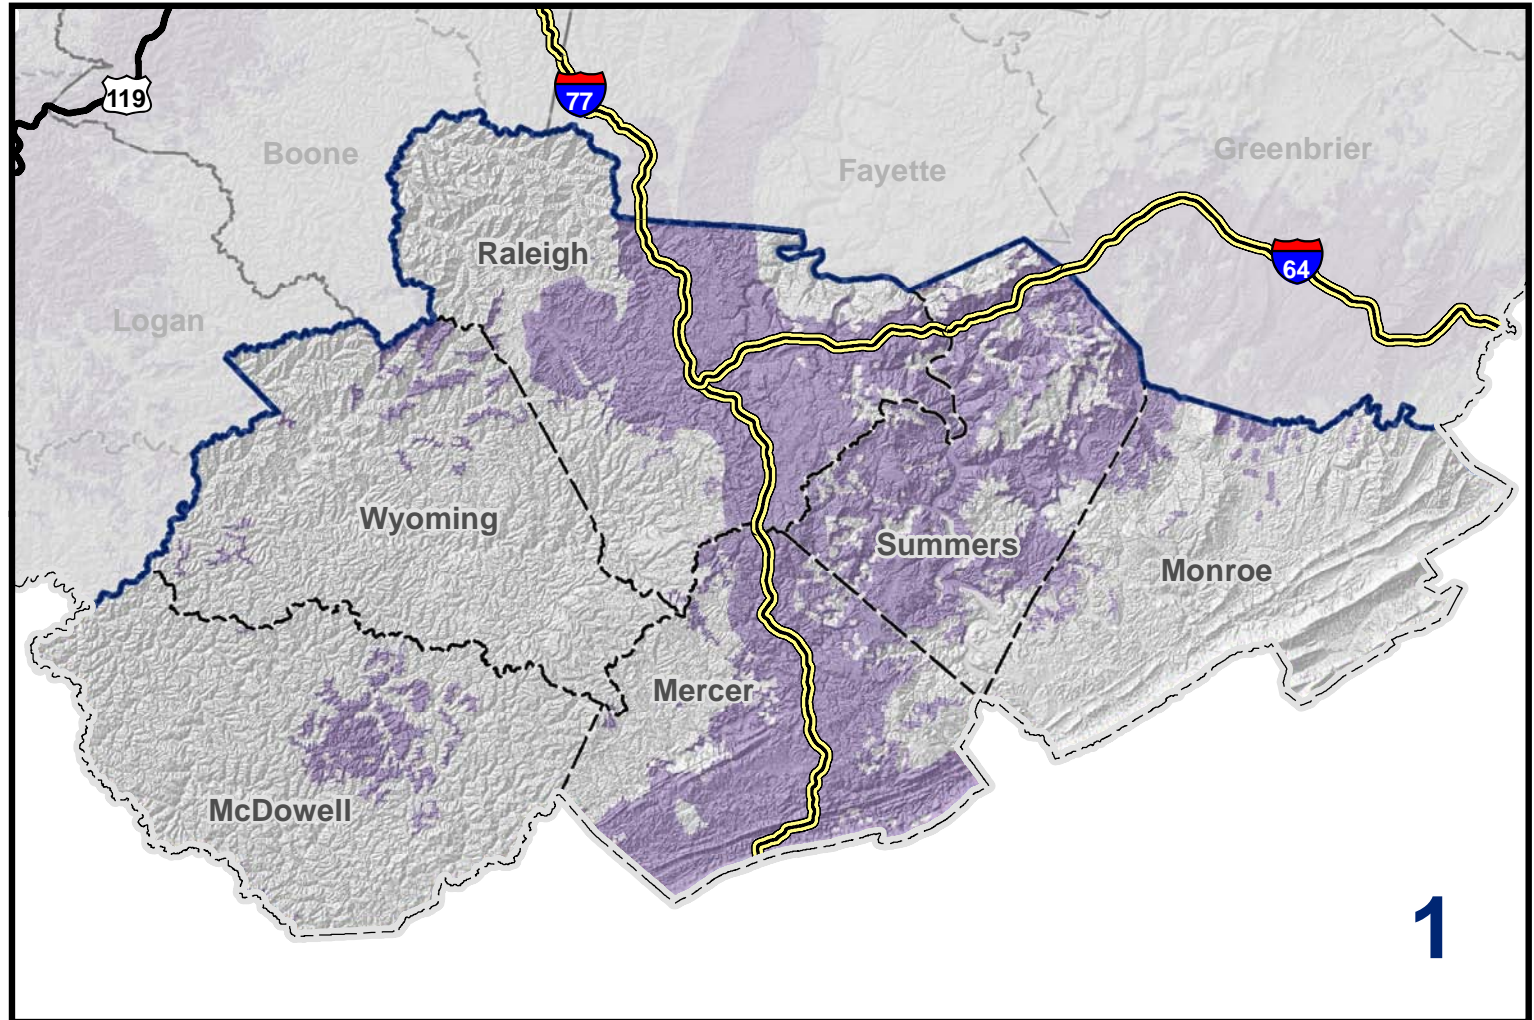 119
77
Boone
Fayette
Greenbrier
Raleigh
64
Logan
Wyoming
Summers
Monroe
Mercer
McDowell
1